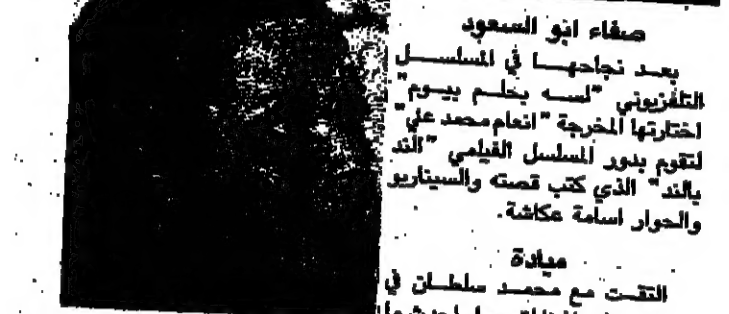 صفاء ابو السعود
بعد نجاحها في المسلسل
التلفزيوني "لسه بحلم بيوم"
اختارتها المخرجة "انعام محمد علي"
لتقوم بدور المسلسل الفيلمي "الند
بالند" الذي كتب قصته والسيناريو
والحوار اسامة عكاشة.
ميادة
التقت مع محمد سلطان في